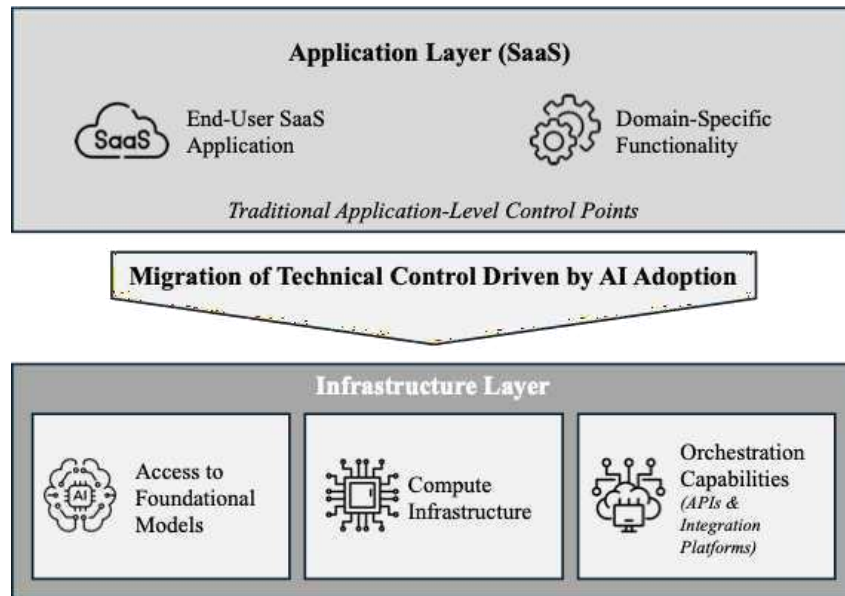 Application Layer (SaaS)
SaaS
End-User SaaS
Application
Domain-Specific
Functionality
Traditional Application-Level Control Points
Migration of Technical Control Driven by AI Adoption
Infrastructure Layer
AI
Access to
Foundational
Models
Compute
Infrastructure
Orchestration
Capabilities
(APIs &
Integration
Platforms)